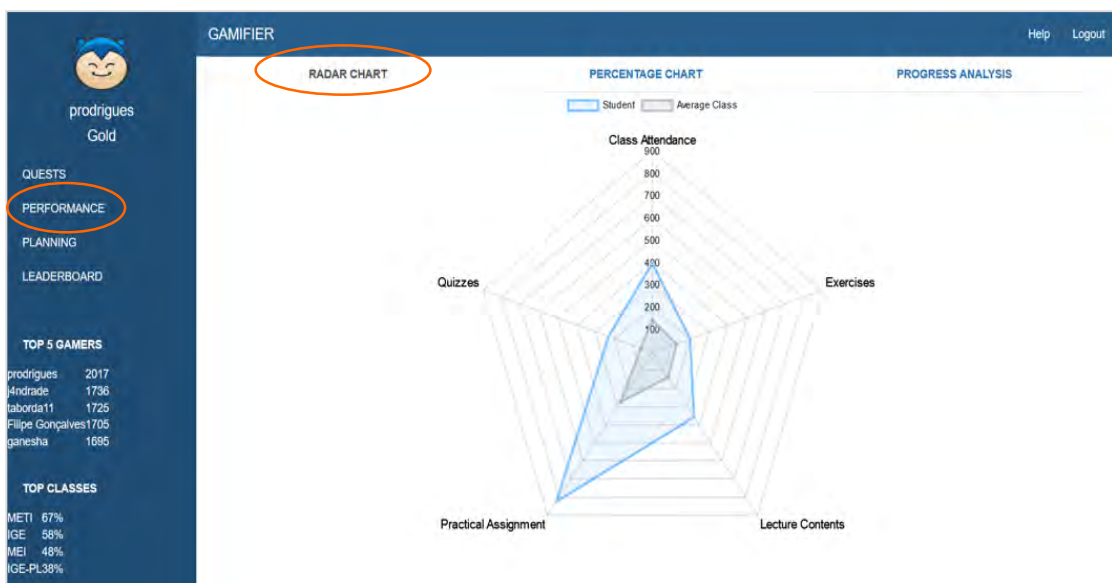 GAMIFIER
Help Logout
prodrigues
Gold
QUESTS
PERFORMANCE
PLANNING
LEADERBOARD
TOP 5 GAMERS
prodrigues 2017
j4ndrade 1736
taborda11 1725
Filipe Gonçalves1705
ganesha 1695
TOP CLASSES
METI 67%
IGE 58%
MEI 48%
IGE-PL38%
RADAR CHART PERCENTAGE CHART PROGRESS ANALYSIS
Student Average Class
Class Attendance
900
800
700
600
500
400
300
200
100
Quizzes Exercises
Practical Assignment Lecture Contents